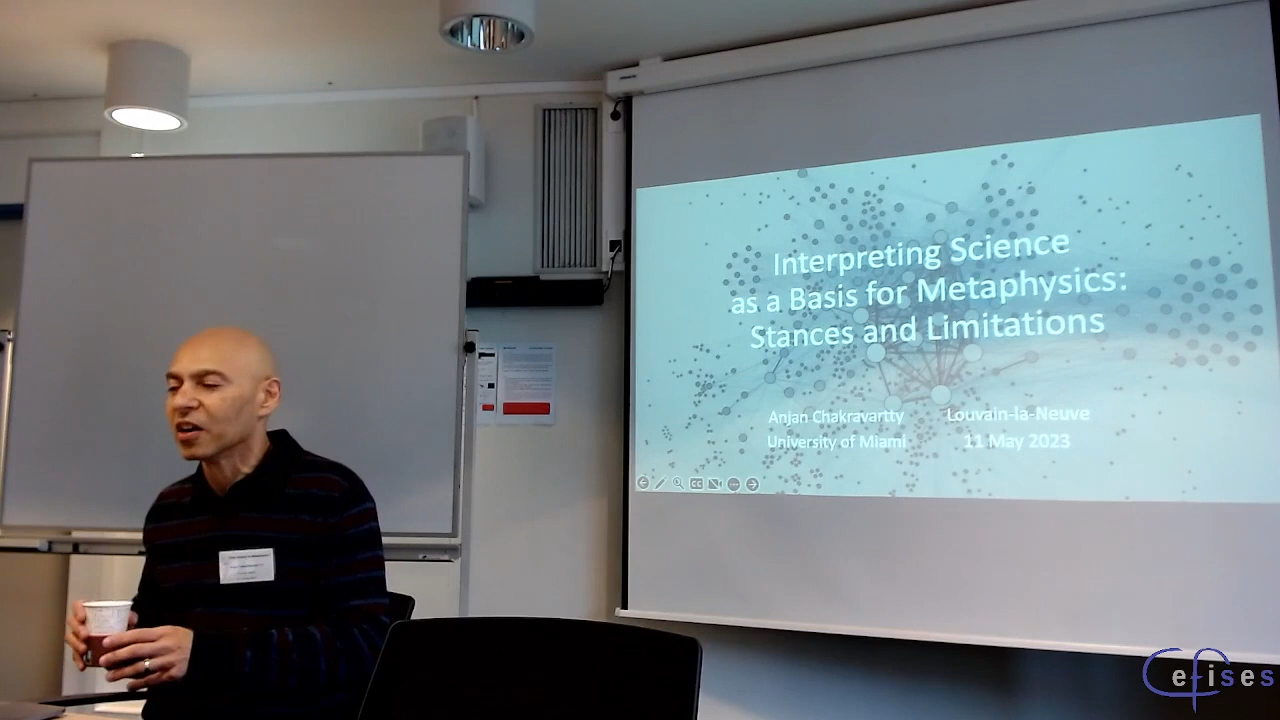 Interpreting Science
as a Basis for Metaphysics:
Stances and Limitations
Anjan Chakravartty
University of Miami
Louvain-la-Neuve
11 May 2023
CC
efises